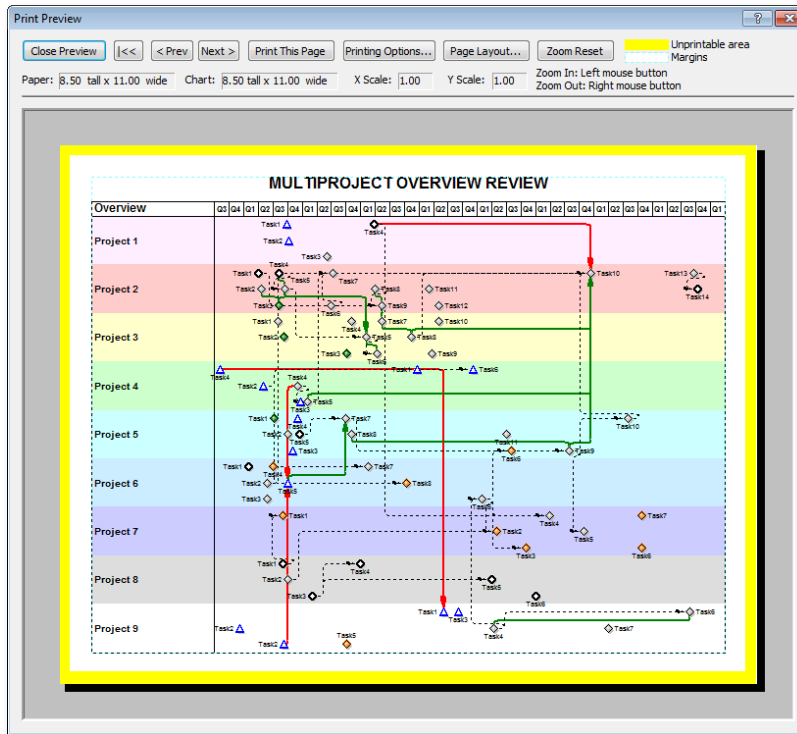 Print Preview
Close Preview |<< < Prev Next > Print This Page Printing Options... Page Layout... Zoom Reset Unprintable area
Margins
Paper: 8.50 tall x 11.00 wide Chart: 8.50 tall x 11.00 wide X Scale: 1.00 Y Scale: 1.00 Zoom In: Left mouse button
Zoom Out: Right mouse button
MULTIPROJECT OVERVIEW REVIEW
Overview Q3 Q4 Q1 Q2 Q3 Q4 Q1 Q2 Q3 Q4 Q1 Q2 Q3 Q4 Q1 Q2 Q3 Q4 Q1 Q2 Q3 Q4 Q1 Q2 Q3 Q4 Q1 Q2 Q3 Q4 Q1 Q2 Q3 Q4 Q1
Task1 Task4
Project 1 Task2
Task3
Task1 Task4 Task5 Task7 Task10 Task13
Project 2 Task2 Task8 Task11 Task14
Task3 Task6 Task9 Task12
Task1 Task4 Task7 Task10
Project 3 Task2 Task5 Task8
Task3 Task6 Task9
Task4 Task1 Task6
Project 4 Task2 Task4
Task3 Task5
Task1 Task4 Task7 Task10
Project 5 Task2 Task5 Task8 Task11
Task3 Task6 Task9
Task1 Task4 Task7
Project 6 Task2 Task5 Task8
Task3
Task1 Task4 Task7
Project 7 Task2 Task5
Task3 Task6
Task1 Task4
Project 8 Task2 Task5
Task3 Task6
Task1 Task3 Task6
Project 9 Task2 Task4 Task7
Task2 Task5